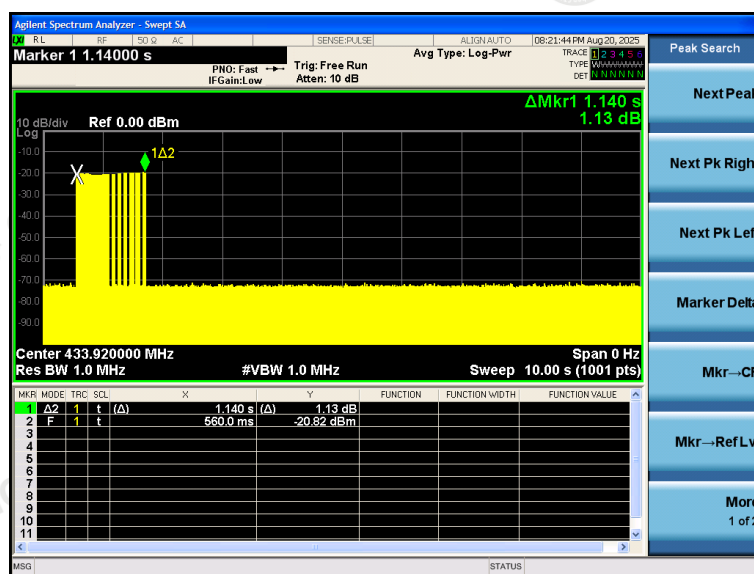 Agilent Spectrum Analyzer - Swept SA
LXI RL RF 50 Ω AC SENSE:PULSE ALIGN AUTO 08:21:44 PM Aug 20, 2025
Marker 1 1.14000 s
PNO: Fast
IFGain:Low
Trig: Free Run
Atten: 10 dB
Avg Type: Log-Pwr
TRACE 1 2 3 4 5 6
TYPE
DET N N N N N N
Peak Search
Next Peak
Next Pk Righ
Next Pk Lef
Marker Delta
Mkr→CF
Mkr→Ref Lv
More
1 of 2
ΔMkr1 1.140 s
1.13 dB
10 dB/div Ref 0.00 dBm
Log
-10.0
-20.0
-30.0
-40.0
-50.0
-60.0
-70.0
-80.0
-90.0
1Δ2
X
Center 433.920000 MHz Span 0 Hz
Res BW 1.0 MHz #VBW 1.0 MHz Sweep 10.00 s (1001 pts)
MKR MODE TRC SCL X Y FUNCTION FUNCTION WIDTH FUNCTION VALUE
1 Δ2 1 t (Δ) 1.140 s (Δ) 1.13 dB
2 F 1 t 560.0 ms -20.82 dBm
3
4
5
6
7
8
9
10
11
MSG STATUS